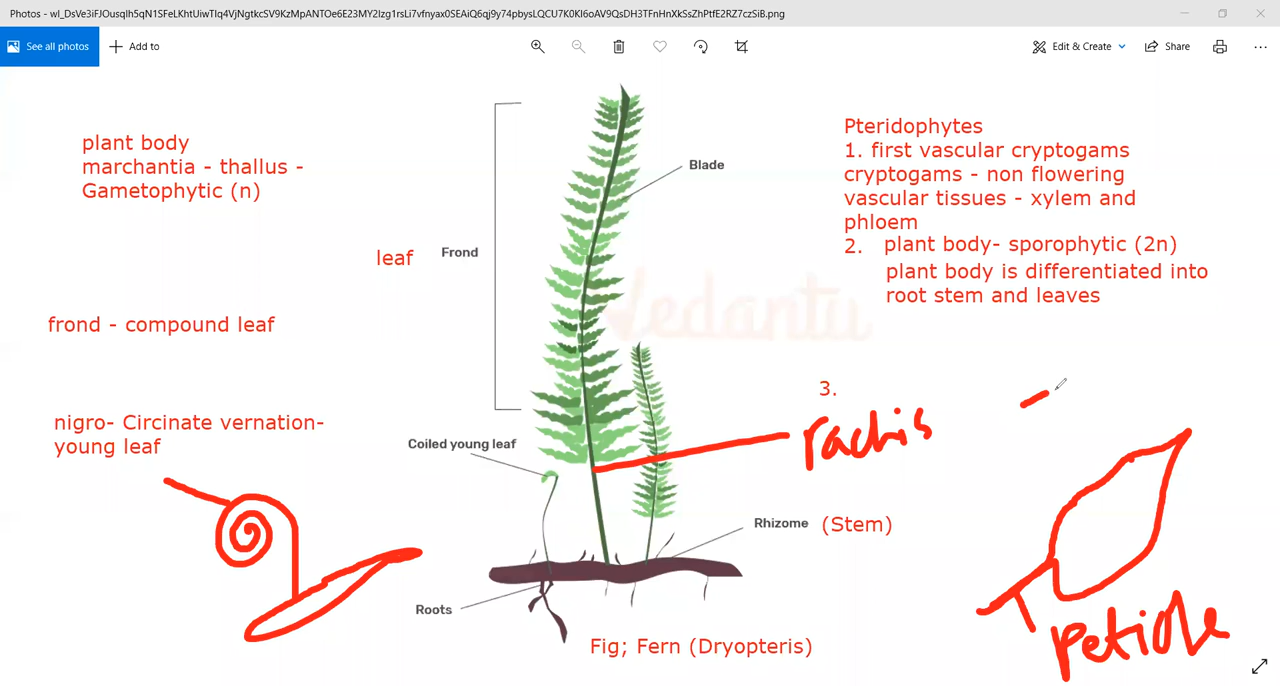 Photos - wl_DsVe3iFJOusqIh5qN1SFeLKhtUiwTlq4VjNgtkcSV9KzMpANTOe6E23MY2Izg1rsLi7vfnyax0SEAiQ6qj9y74pbysLQCU7K0KI6oAV9QsDH3TFnHnXkSsZhPtfE2RZ7czSiB.png
See all photos
Add to
Edit & Create
Share
plant body
marchantia - thallus -
Gametophytic (n)
Pteridophytes
1. first vascular cryptogams
cryptogams - non flowering
vascular tissues - xylem and
phloem
2. plant body- sporophytic (2n)
plant body is differentiated into
root stem and leaves
Blade
leaf
Frond
Vedantu
frond - compound leaf
3.
rachis
nigro- Circinate vernation-
young leaf
Coiled young leaf
Rhizome (Stem)
Roots
petiole
Fig; Fern (Dryopteris)